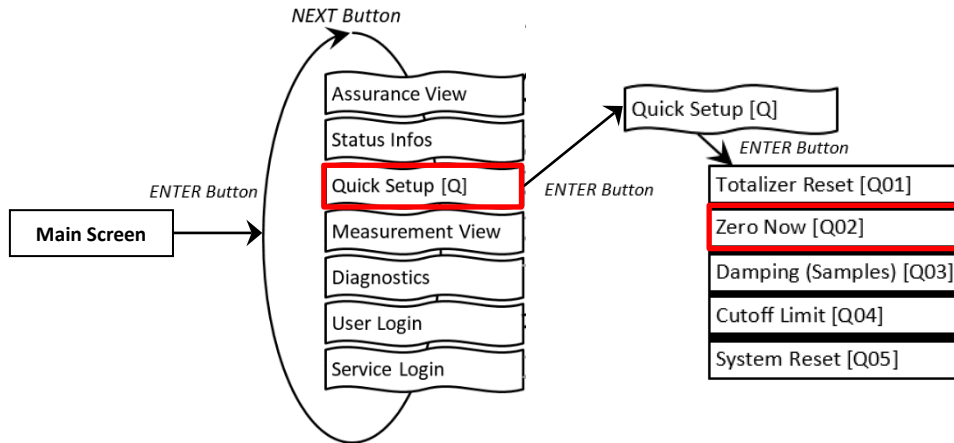 NEXT Button
Assurance View
Status Infos
Quick Setup [Q]
Measurement View
Diagnostics
User Login
Service Login
ENTER Button
Main Screen
ENTER Button
Quick Setup [Q]
ENTER Button
Totalizer Reset [Q01]
Zero Now [Q02]
Damping (Samples) [Q03]
Cutoff Limit [Q04]
System Reset [Q05]